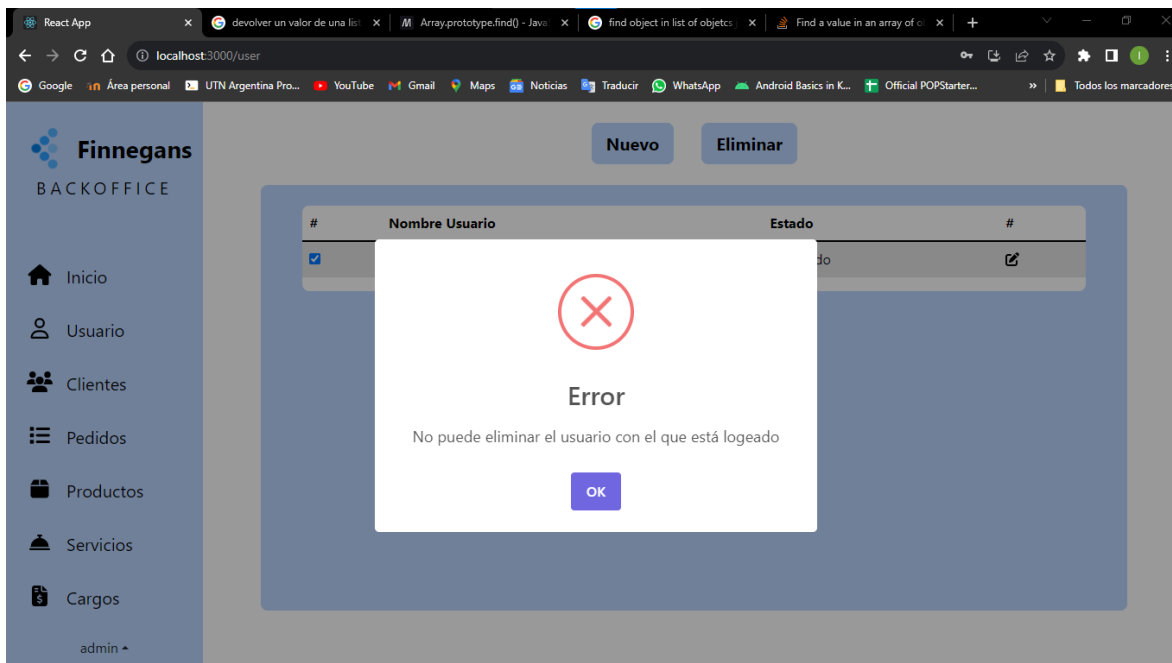 React App
devolver un valor de una list
Array.prototype.find() - Java
find object in list of objetcs
Find a value in an array of o
localhost:3000/user
Google
Área personal
UTN Argentina Pro...
YouTube
Gmail
Maps
Noticias
Traducir
WhatsApp
Android Basics in K...
Official POPStarter...
»
Todos los marcadores
Finnegans
BACKOFFICE
Nuevo
Eliminar
# Nombre Usuario Estado #
do
Inicio
Usuario
Clientes
Pedidos
Productos
Servicios
Cargos
admin
Error
No puede eliminar el usuario con el que está logeado
OK